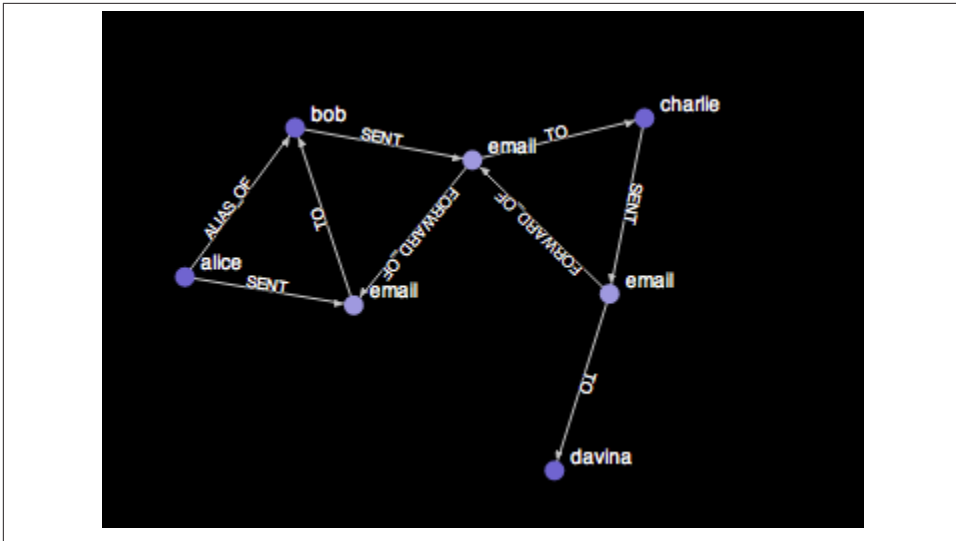 charlie
bob
SENT
TO
email
ALIAS_OF
TO
FORWARD_OF
FORWARD_OF
SENT
alice
SENT
email
email
TO
davina